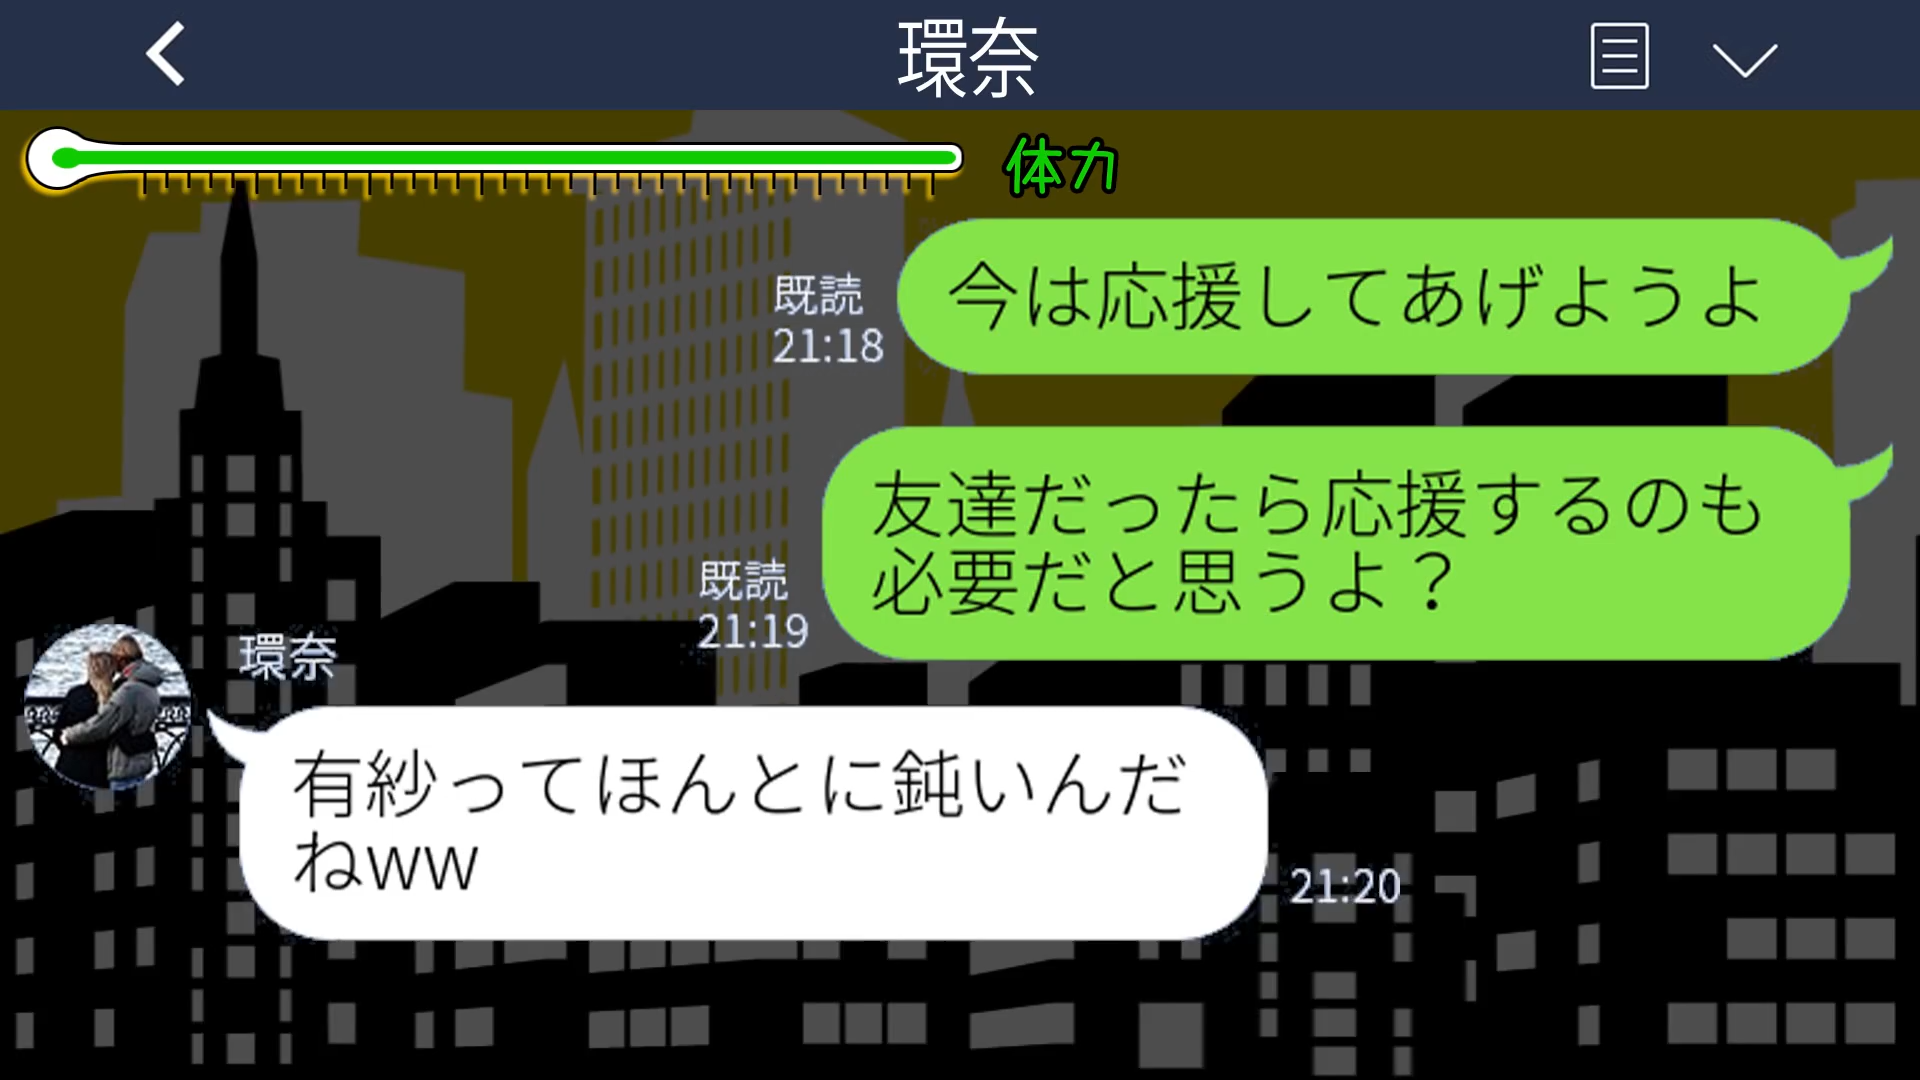 環奈
体力
今は応援してあげようよ
既読
21:18
友達だったら応援するのも
必要だと思うよ？
既読
21:19
環奈
有紗ってほんとに鈍いんだ
ねww
21:20